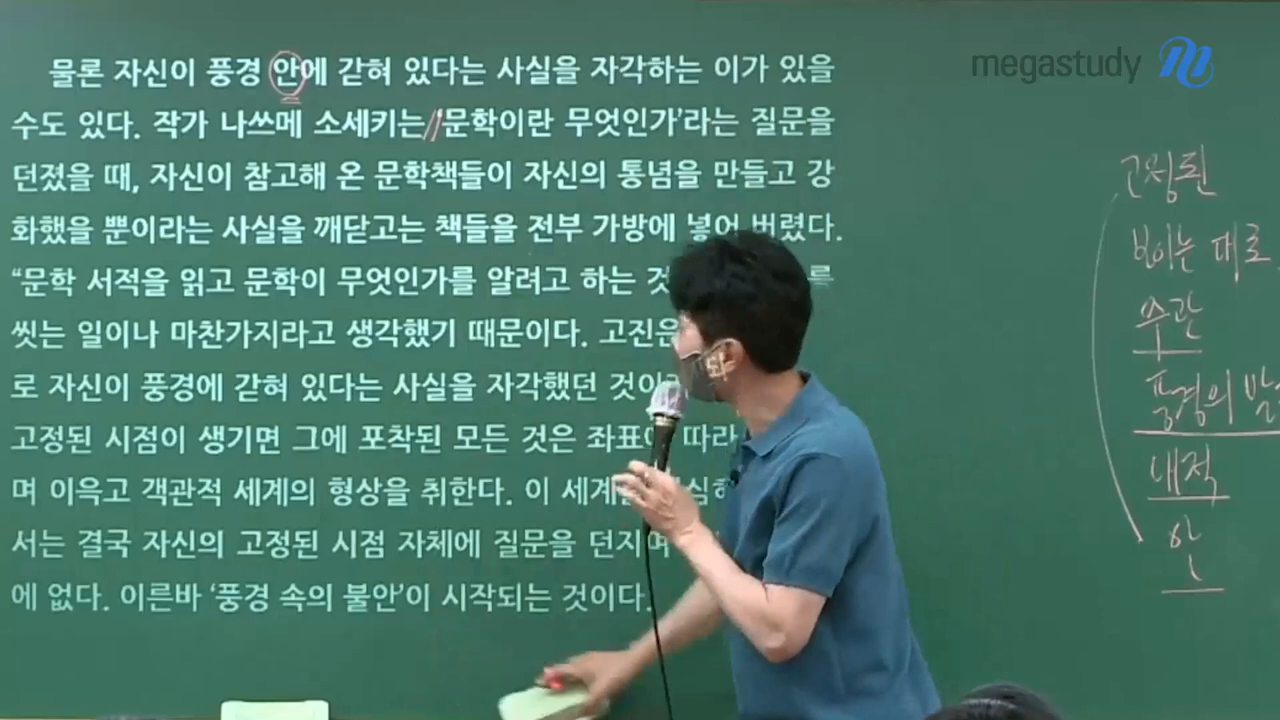 물론 자신이 풍경 안에 갇혀 있다는 사실을 자각하는 이가 있을
수도 있다. 작가 나쓰메 소세키는 '문학이란 무엇인가'라는 질문을
던졌을 때, 자신이 참고해 온 문학책들이 자신의 통념을 만들고 강
화했을 뿐이라는 사실을 깨닫고는 책들을 전부 가방에 넣어 버렸다.
“문학 서적을 읽고 문학이 무엇인가를 알려고 하는 를
씻는 일이나 마찬가지라고 생각했기 때문이다. 고진은
로 자신이 풍경에 갇혀 있다는 사실을 자각했던
고정된 시점이 생기면 그에 포착된 모든 것은 좌표에 따라
며 이윽고 객관적 세계의 형상을 취한다. 이
서는 결국 자신의 고정된 시점 자체에 질문을 던지며
에 없다. 이른바 ‘풍경 속의 불안’이 시작되는 것이다.
megastudy
고정된
보이는 대로
주관
풍경의
내적
안